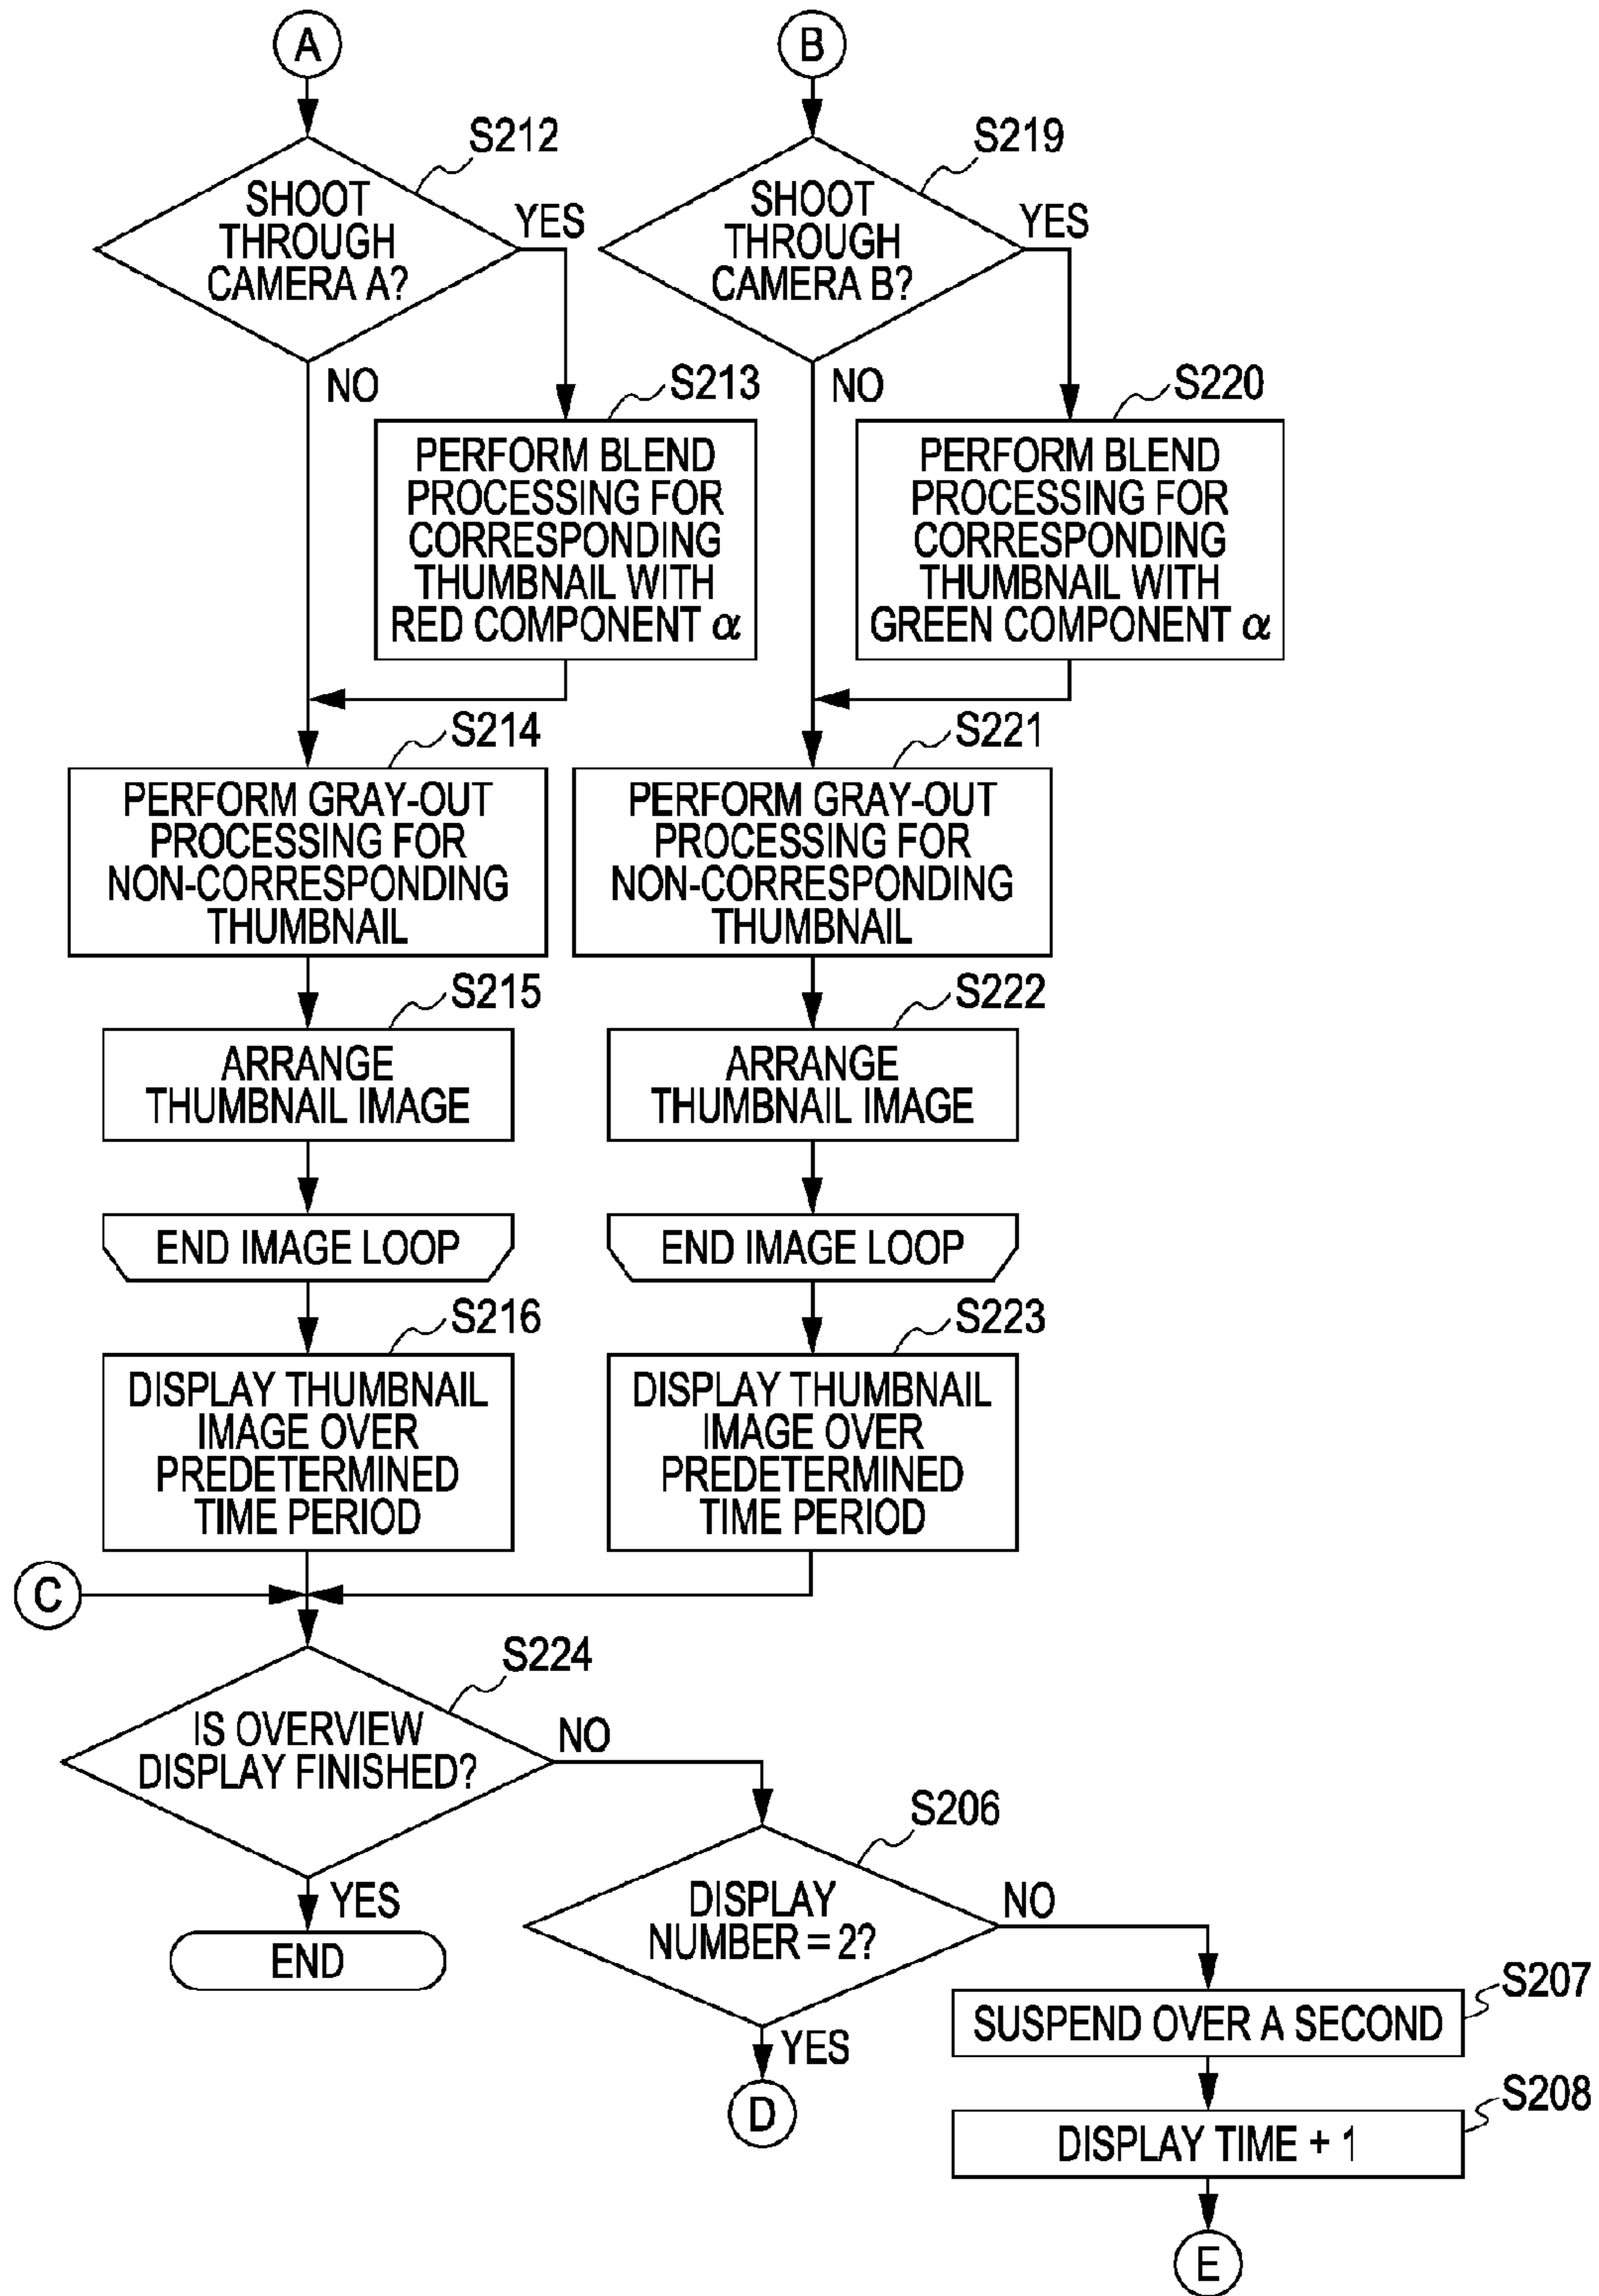 A
B
S212
SHOOT
THROUGH
CAMERA A?
YES
NO
S219
SHOOT
THROUGH
CAMERA B?
YES
NO
S213
PERFORM BLEND
PROCESSING FOR
CORRESPONDING
THUMBNAIL WITH
RED COMPONENT α
S220
PERFORM BLEND
PROCESSING FOR
CORRESPONDING
THUMBNAIL WITH
GREEN COMPONENT α
S214
PERFORM GRAY-OUT
PROCESSING FOR
NON-CORRESPONDING
THUMBNAIL
S221
PERFORM GRAY-OUT
PROCESSING FOR
NON-CORRESPONDING
THUMBNAIL
S215
ARRANGE
THUMBNAIL IMAGE
S222
ARRANGE
THUMBNAIL IMAGE
END IMAGE LOOP
END IMAGE LOOP
S216
DISPLAY THUMBNAIL
IMAGE OVER
PREDETERMINED
TIME PERIOD
S223
DISPLAY THUMBNAIL
IMAGE OVER
PREDETERMINED
TIME PERIOD
C
S224
IS OVERVIEW
DISPLAY FINISHED?
NO
YES
END
S206
DISPLAY
NUMBER = 2?
NO
YES
D
S207
SUSPEND OVER A SECOND
S208
DISPLAY TIME + 1
E